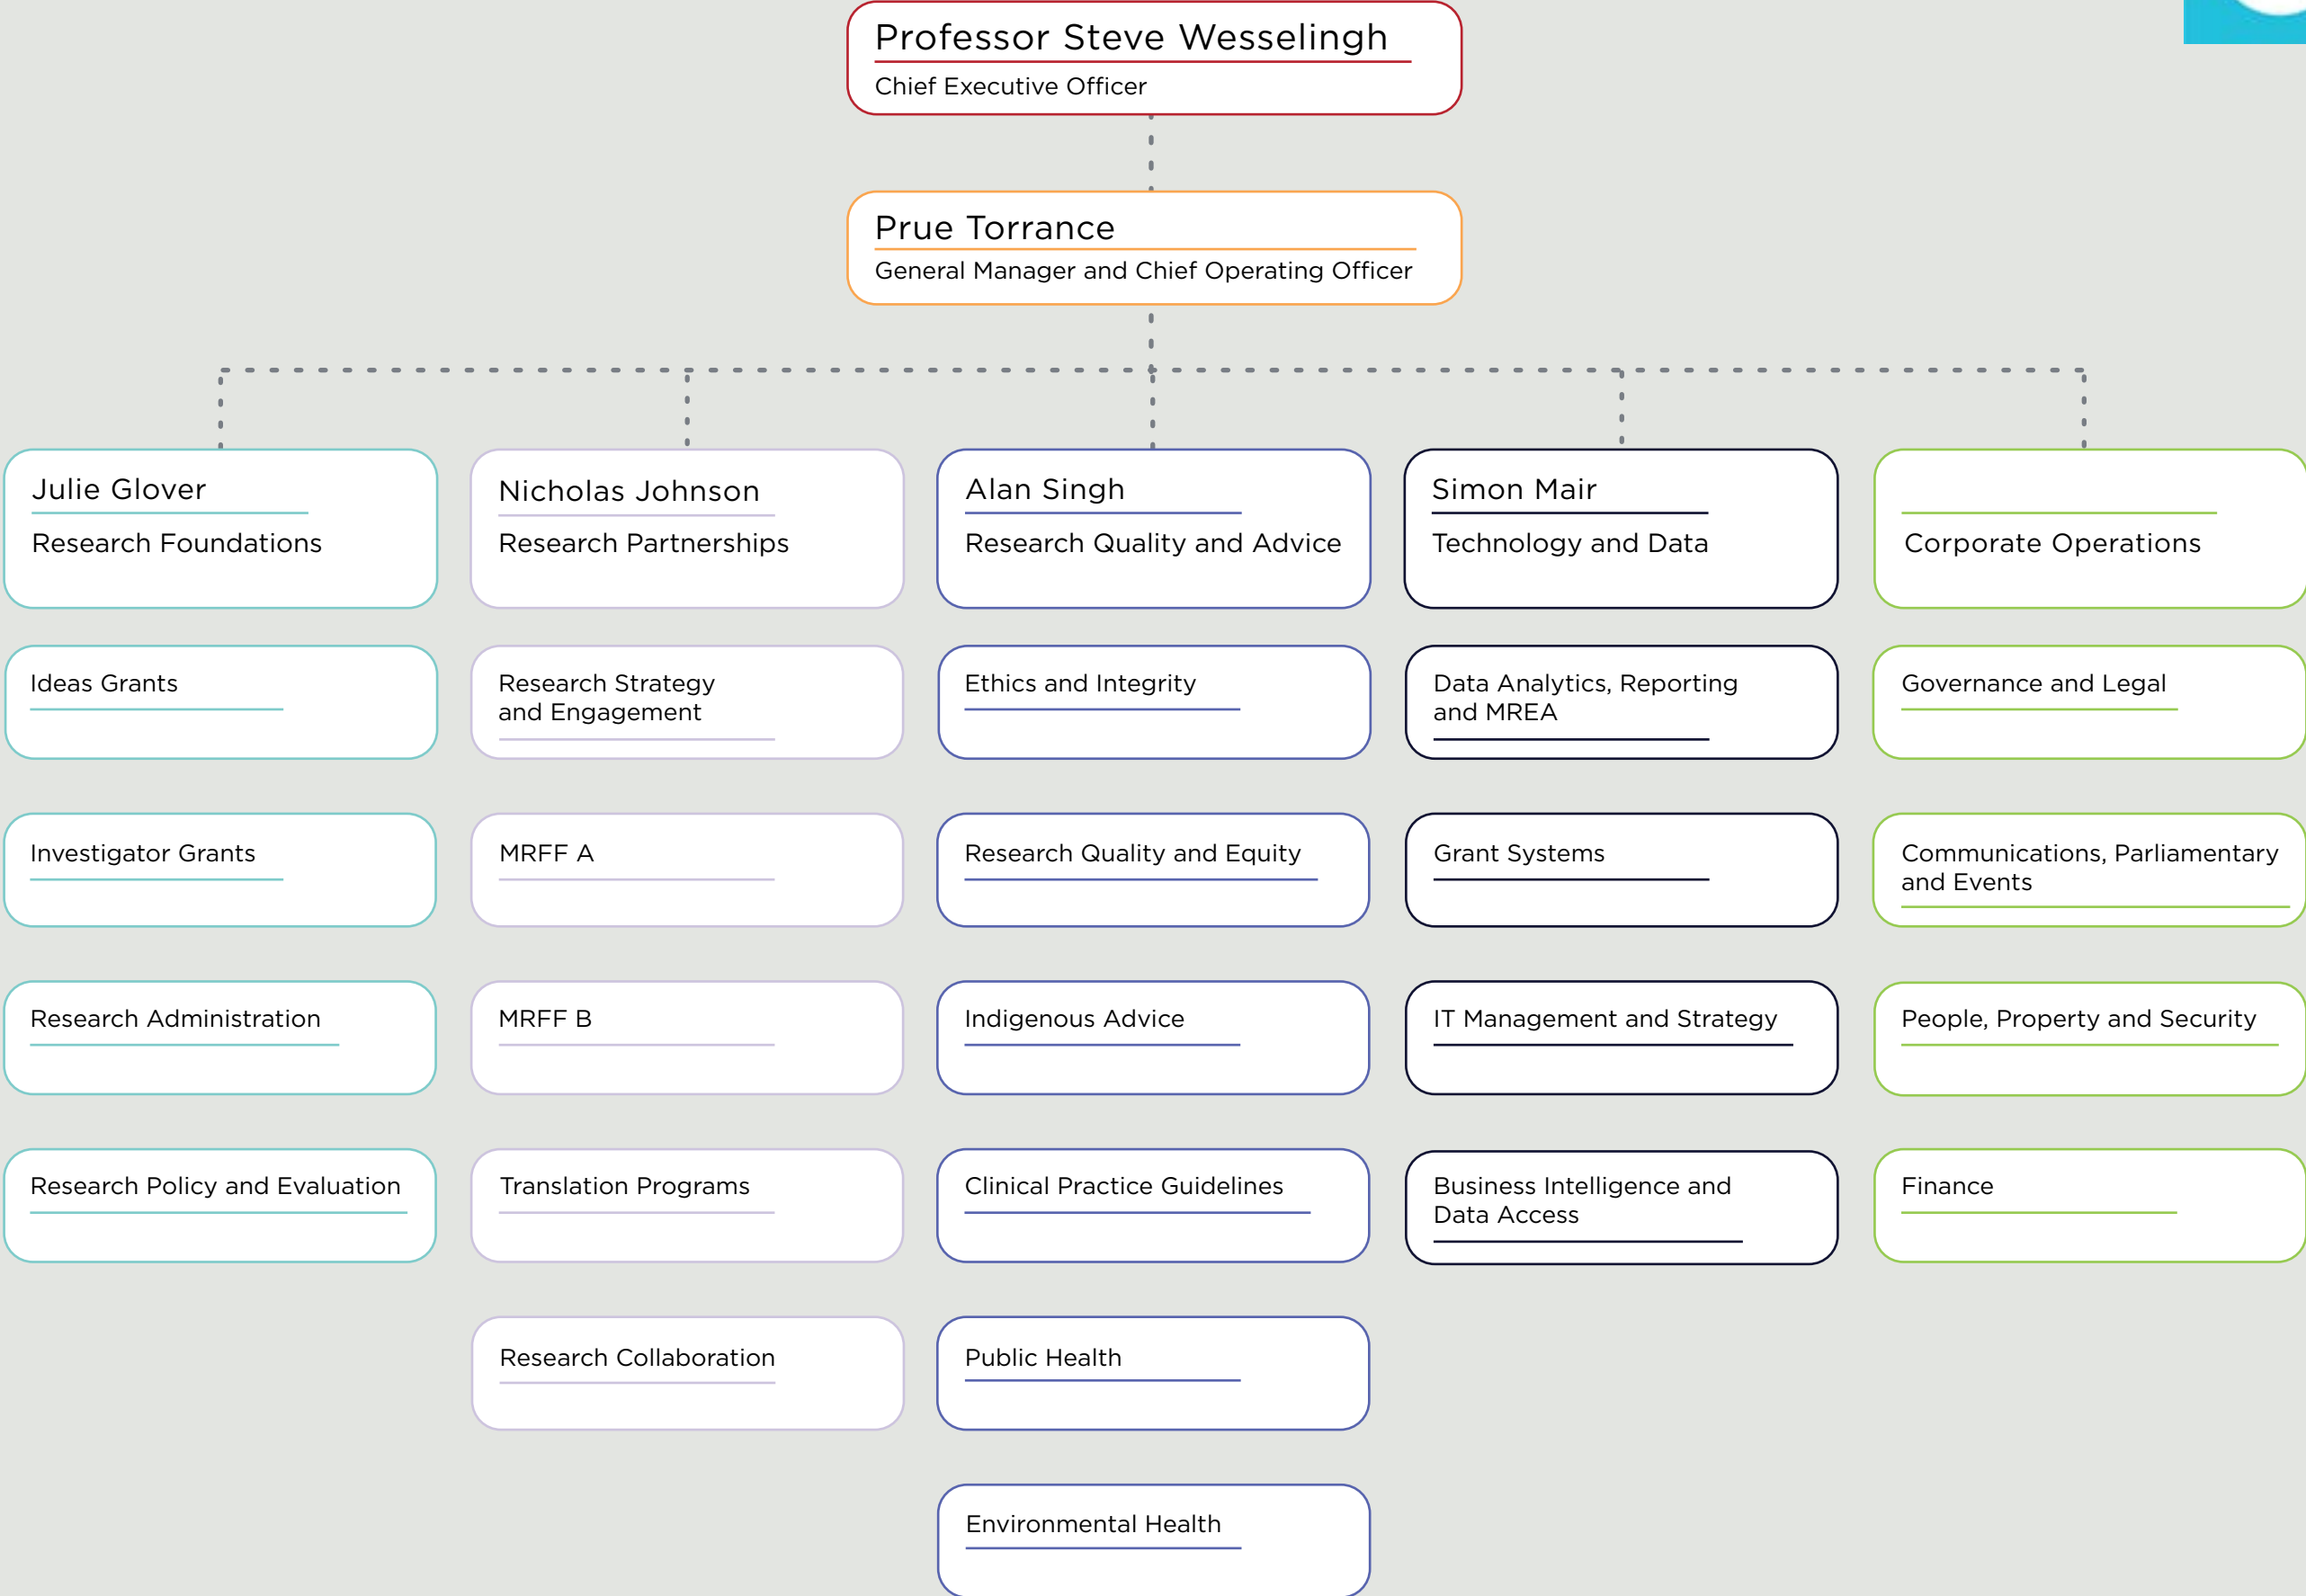 Professor Steve Wesselingh
Chief Executive Officer
Prue Torrance
General Manager and Chief Operating Officer
Julie Glover
Research Foundations
Ideas Grants
Investigator Grants
Research Administration
Research Policy and Evaluation
Nicholas Johnson
Research Partnerships
Research Strategy
and Engagement
MRFF A
MRFF B
Translation Programs
Research Collaboration
Alan Singh
Research Quality and Advice
Ethics and Integrity
Research Quality and Equity
Indigenous Advice
Clinical Practice Guidelines
Public Health
Environmental Health
Simon Mair
Technology and Data
Data Analytics, Reporting
and MREA
Grant Systems
IT Management and Strategy
Business Intelligence and
Data Access
Corporate Operations
Governance and Legal
Communications, Parliamentary
and Events
People, Property and Security
Finance